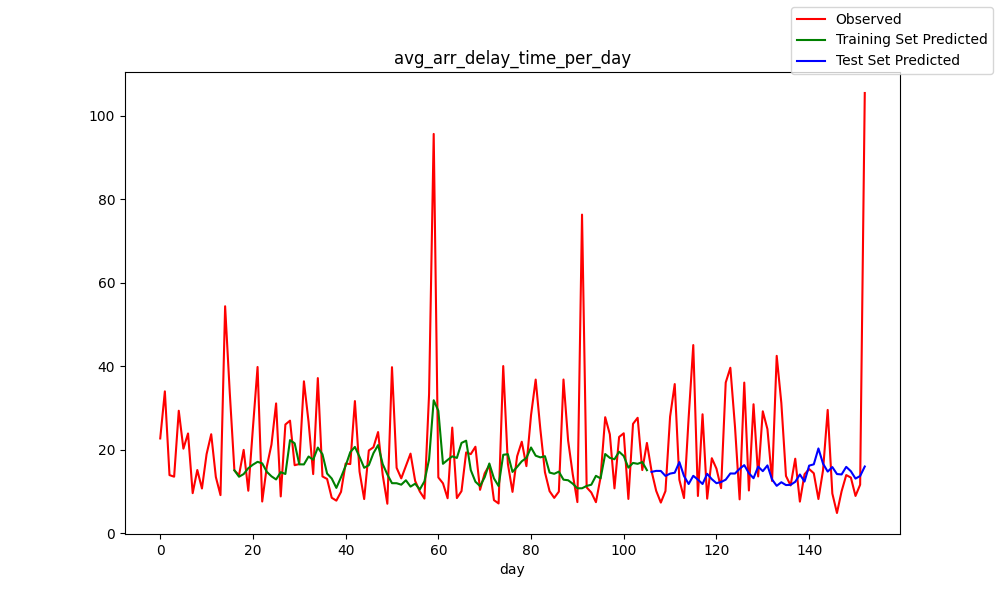 Observed
Training Set Predicted
Test Set Predicted
avg_arr_delay_time_per_day
100
80
60
40
20
0
0 20 40 60 80 100 120 140
day